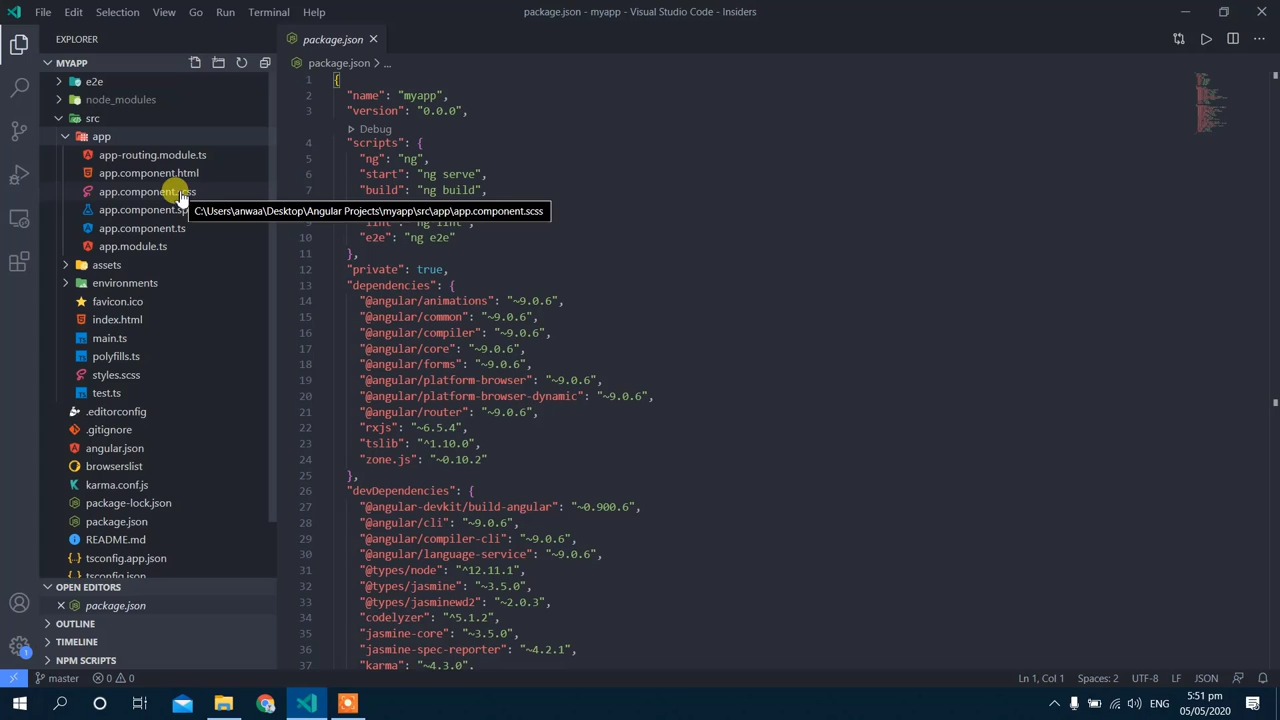 File Edit Selection View Go Run Terminal Help
package.json - myapp - Visual Studio Code - Insiders
EXPLORER
MYAPP
e2e
node_modules
src
app
app-routing.module.ts
app.component.html
app.component.scss
app.component.sp
app.component.ts
app.module.ts
assets
environments
favicon.ico
index.html
main.ts
polyfills.ts
styles.scss
test.ts
.editorconfig
.gitignore
angular.json
browserslist
karma.conf.js
package-lock.json
package.json
README.md
tsconfig.app.json
tsconfig.json
OPEN EDITORS
package.json
OUTLINE
TIMELINE
NPM SCRIPTS
C:\Users\anwaa\Desktop\Angular Projects\myapp\src\app\app.component.scss
package.json
package.json > ...
1 {
2 "name": "myapp",
3 "version": "0.0.0",
Debug
4 "scripts": {
5 "ng": "ng",
6 "start": "ng serve",
7 "build": "ng build",
9 "lint": "ng lint",
10 "e2e": "ng e2e"
11 },
12 "private": true,
13 "dependencies": {
14 "@angular/animations": "~9.0.6",
15 "@angular/common": "~9.0.6",
16 "@angular/compiler": "~9.0.6",
17 "@angular/core": "~9.0.6",
18 "@angular/forms": "~9.0.6",
19 "@angular/platform-browser": "~9.0.6",
20 "@angular/platform-browser-dynamic": "~9.0.6",
21 "@angular/router": "~9.0.6",
22 "rxjs": "~6.5.4",
23 "tslib": "^1.10.0",
24 "zone.js": "~0.10.2"
25 },
26 "devDependencies": {
27 "@angular-devkit/build-angular": "~0.900.6",
28 "@angular/cli": "~9.0.6",
29 "@angular/compiler-cli": "~9.0.6",
30 "@angular/language-service": "~9.0.6",
31 "@types/node": "^12.11.1",
32 "@types/jasmine": "~3.5.0",
33 "@types/jasminewd2": "~2.0.3",
34 "codelyzer": "^5.1.2",
35 "jasmine-core": "~3.5.0",
36 "jasmine-spec-reporter": "~4.2.1",
37 "karma": "~4.3.0",
1
master 0 0
Ln 1, Col 1 Spaces: 2 UTF-8 LF JSON
ENG
5:51 pm
05/05/2020